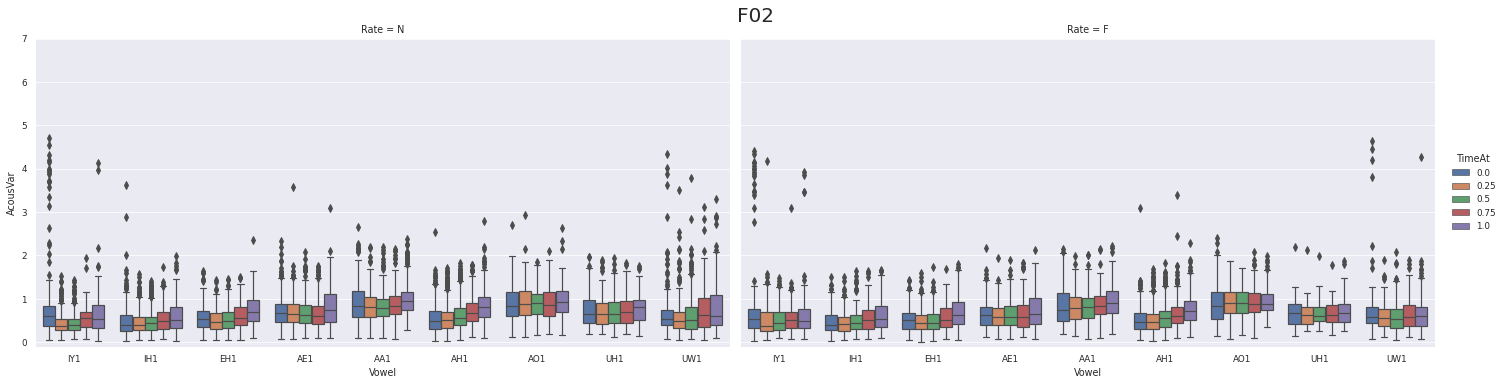 F02
Rate = N
Rate = F
7
6
5
4
3
2
1
0
AcousVar
IY1 IH1 EH1 AE1 AA1 AH1 AO1 UH1 UW1
Vowel
IY1 IH1 EH1 AE1 AA1 AH1 AO1 UH1 UW1
Vowel
TimeAt
0.0
0.25
0.5
0.75
1.0